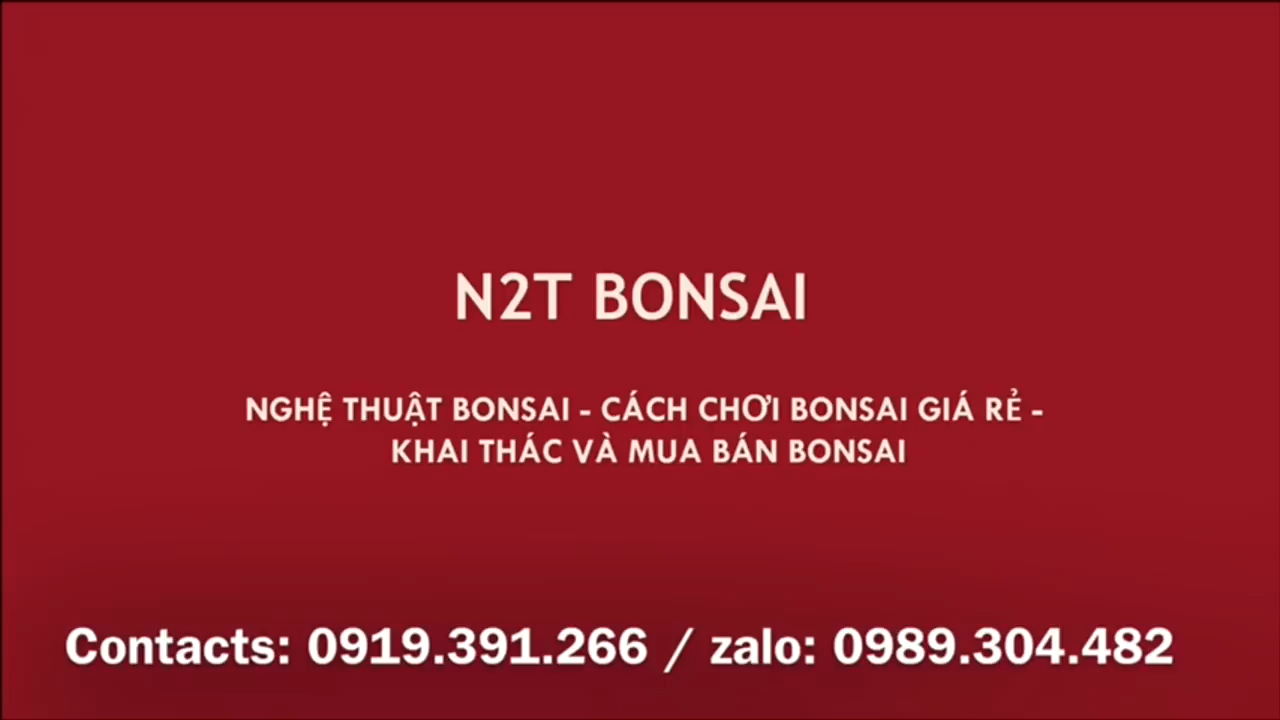 N2T BONSAI
NGHỆ THUẬT BONSAI - CÁCH CHƠI BONSAI GIÁ RẺ -
KHAI THÁC VÀ MUA BÁN BONSAI
Contacts: 0919.391.266 / zalo: 0989.304.482